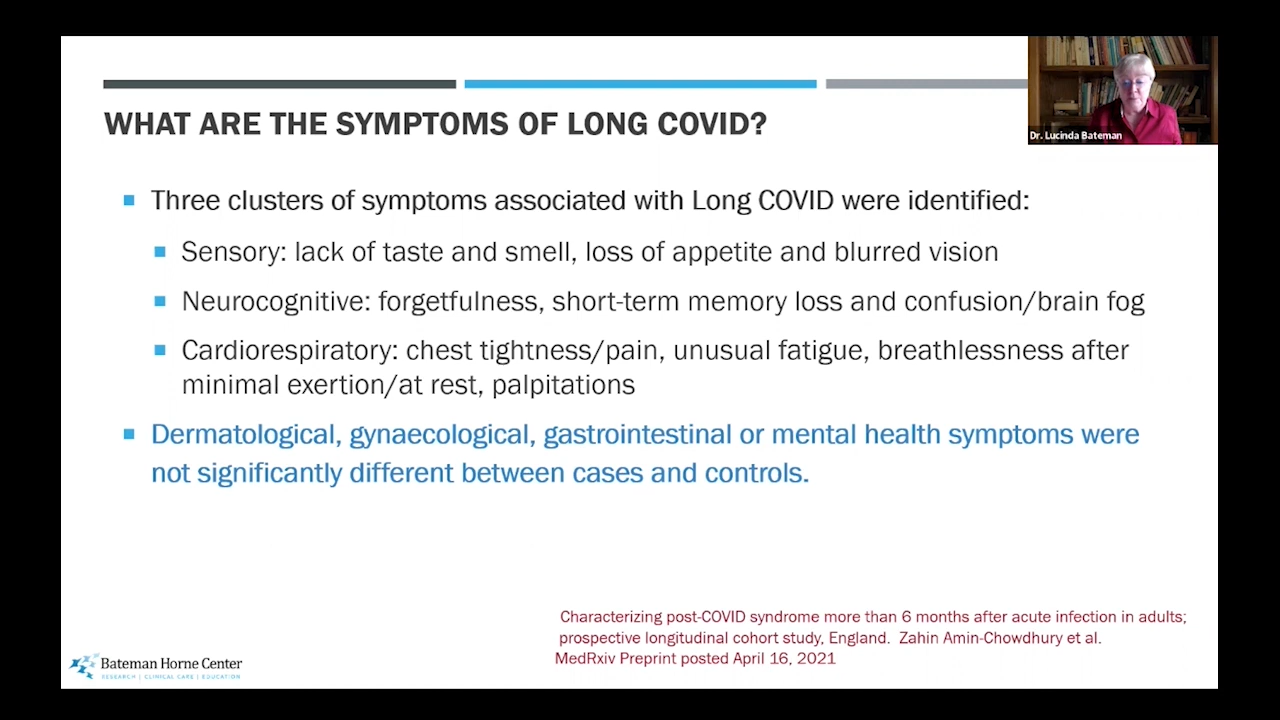 WHAT ARE THE SYMPTOMS OF LONG COVID?
Dr. Lucinda Bateman
Three clusters of symptoms associated with Long COVID were identified:
Sensory: lack of taste and smell, loss of appetite and blurred vision
Neurocognitive: forgetfulness, short-term memory loss and confusion/brain fog
Cardiorespiratory: chest tightness/pain, unusual fatigue, breathlessness after
minimal exertion/at rest, palpitations
Dermatological, gynaecological, gastrointestinal or mental health symptoms were
not significantly different between cases and controls.
Characterizing post-COVID syndrome more than 6 months after acute infection in adults;
prospective longitudinal cohort study, England. Zahin Amin-Chowdhury et al.
MedRxiv Preprint posted April 16, 2021
Bateman Horne Center
RESEARCH | CLINICAL CARE | EDUCATION